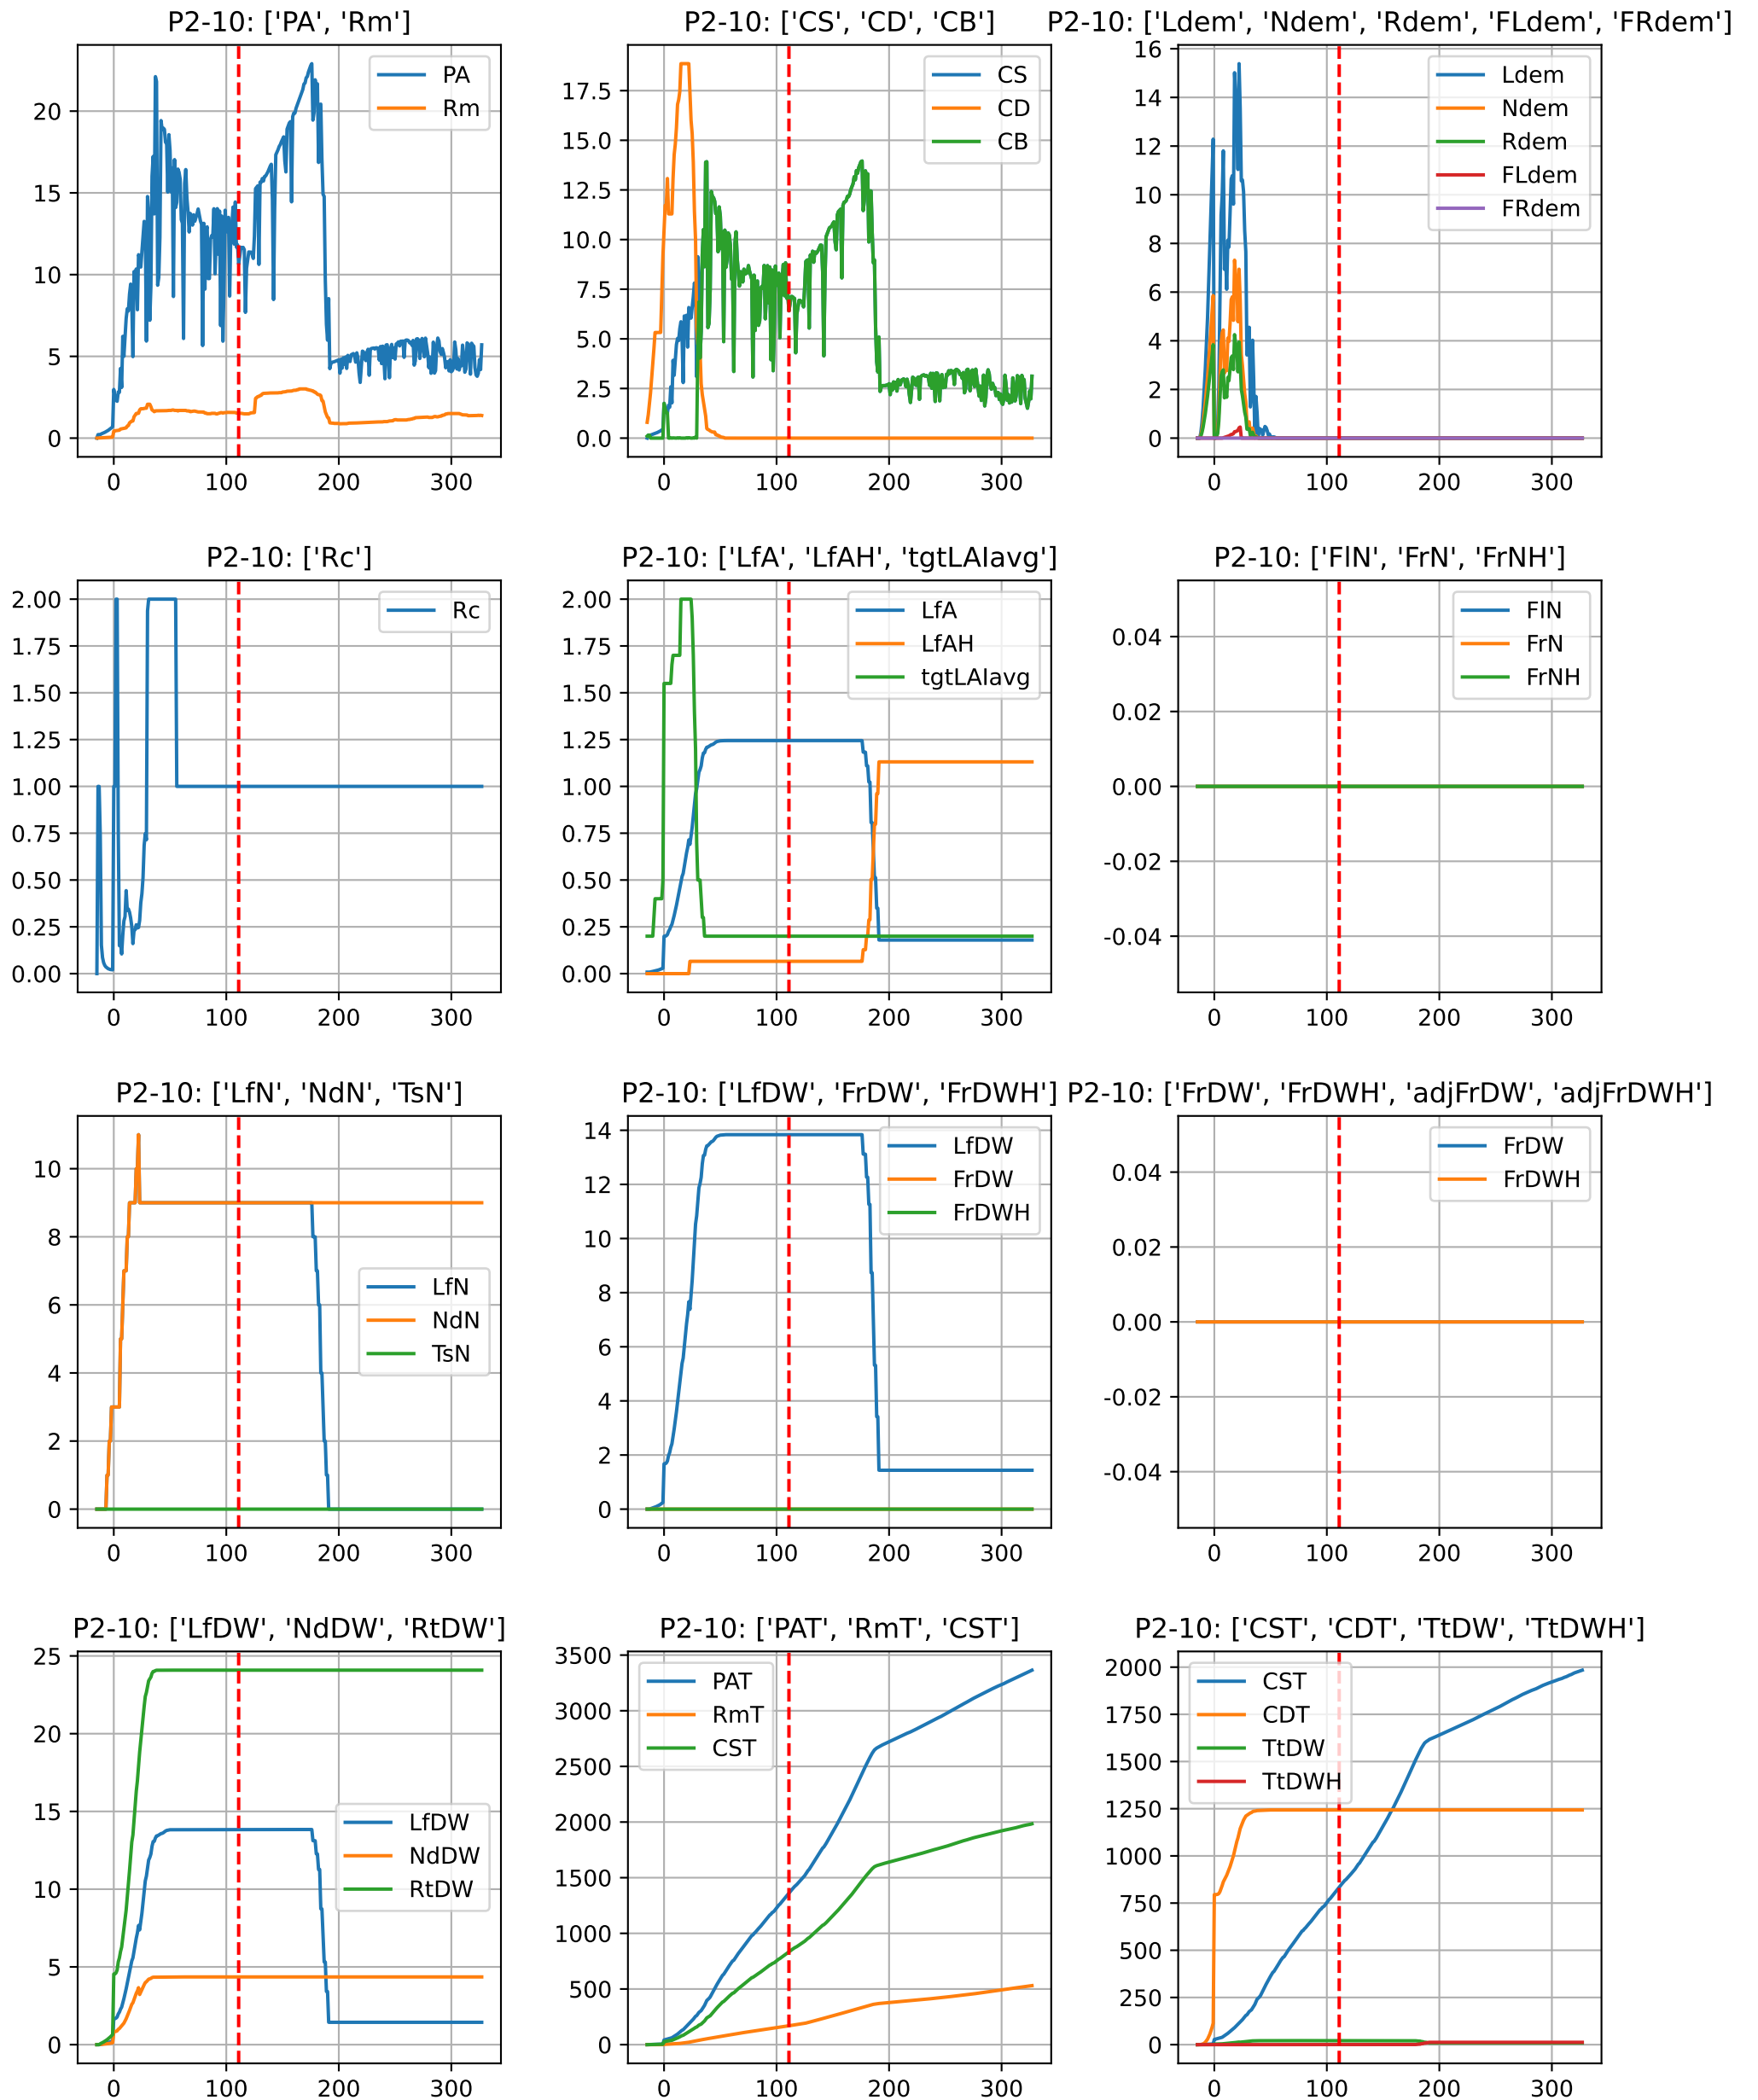 P2-10: ['PA', 'Rm']
20
15
10
5
0
0 100 200 300
PA
Rm
P2-10: ['CS', 'CD', 'CB']
17.5
15.0
12.5
10.0
7.5
5.0
2.5
0.0
0 100 200 300
CS
CD
CB
P2-10: ['Ldem', 'Ndem', 'Rdem', 'FLdem', 'FRdem']
16
14
12
10
8
6
4
2
0
0 100 200 300
Ldem
Ndem
Rdem
FLdem
FRdem
P2-10: ['Rc']
2.00
1.75
1.50
1.25
1.00
0.75
0.50
0.25
0.00
0 100 200 300
Rc
P2-10: ['LfA', 'LfAH', 'tgtLAIavg']
2.00
1.75
1.50
1.25
1.00
0.75
0.50
0.25
0.00
0 100 200 300
LfA
LfAH
tgtLAIavg
P2-10: ['FlN', 'FrN', 'FrNH']
0.04
0.02
0.00
-0.02
-0.04
0 100 200 300
FlN
FrN
FrNH
P2-10: ['LfN', 'NdN', 'TsN']
10
8
6
4
2
0
0 100 200 300
LfN
NdN
TsN
P2-10: ['LfDW', 'FrDW', 'FrDWH']
14
12
10
8
6
4
2
0
0 100 200 300
LfDW
FrDW
FrDWH
P2-10: ['FrDW', 'FrDWH', 'adjFrDW', 'adjFrDWH']
0.04
0.02
0.00
-0.02
-0.04
0 100 200 300
FrDW
FrDWH
P2-10: ['LfDW', 'NdDW', 'RtDW']
25
20
15
10
5
0
0 100 200 300
LfDW
NdDW
RtDW
P2-10: ['PAT', 'RmT', 'CST']
3500
3000
2500
2000
1500
1000
500
0
0 100 200 300
PAT
RmT
CST
P2-10: ['CST', 'CDT', 'TtDW', 'TtDWH']
2000
1750
1500
1250
1000
750
500
250
0
0 100 200 300
CST
CDT
TtDW
TtDWH